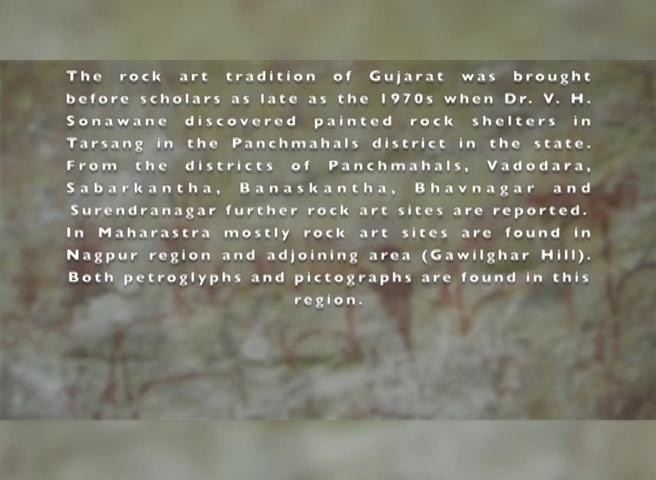 The rock art tradition of Gujarat was brought
before scholars as late as the 1970s when Dr. V. H.
Sonawane discovered painted rock shelters in
Tarsang in the Panchmahals district in the state.
From the districts of Panchmahals, Vadodara,
Sabarkantha, Banaskantha, Bhavnagar and
Surendranagar further rock art sites are reported.
In Maharastra mostly rock art sites are found in
Nagpur region and adjoining area (Gawilghar Hill).
Both petroglyphs and pictographs are found in this
region.